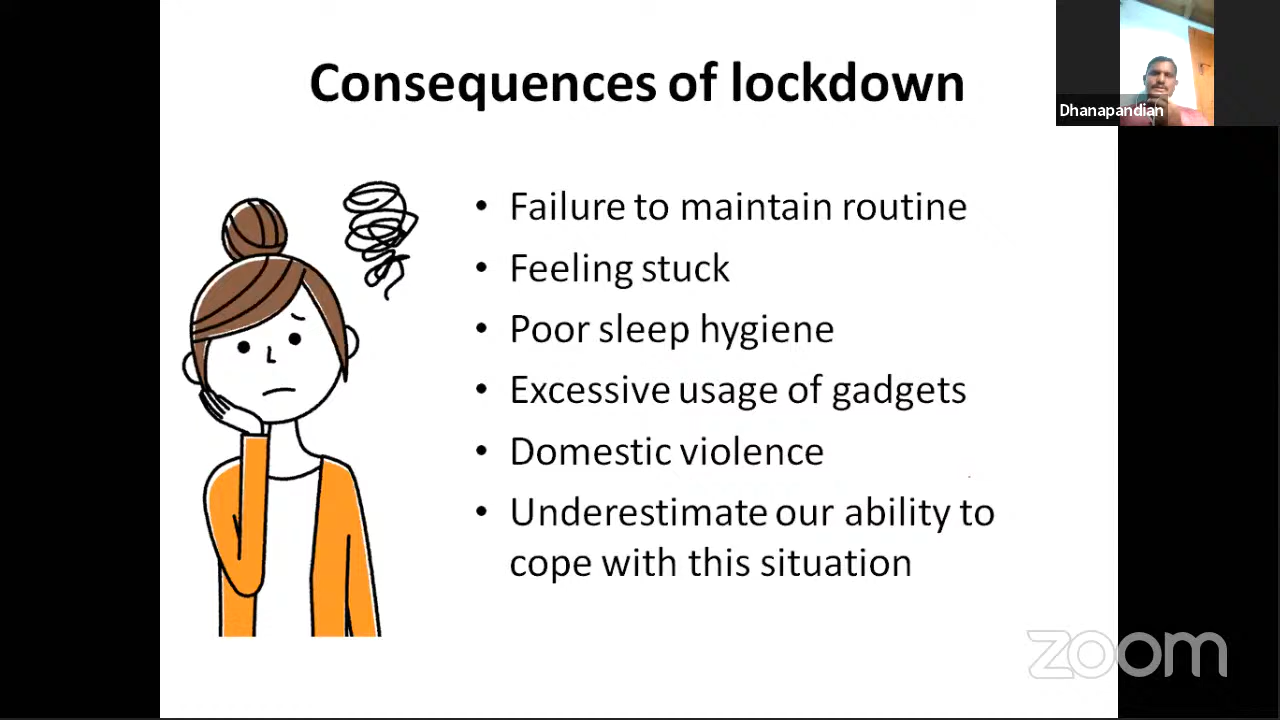 Consequences of lockdown
Dhanapandian
• Failure to maintain routine
• Feeling stuck
• Poor sleep hygiene
• Excessive usage of gadgets
• Domestic violence
• Underestimate our ability to
cope with this situation
zoom